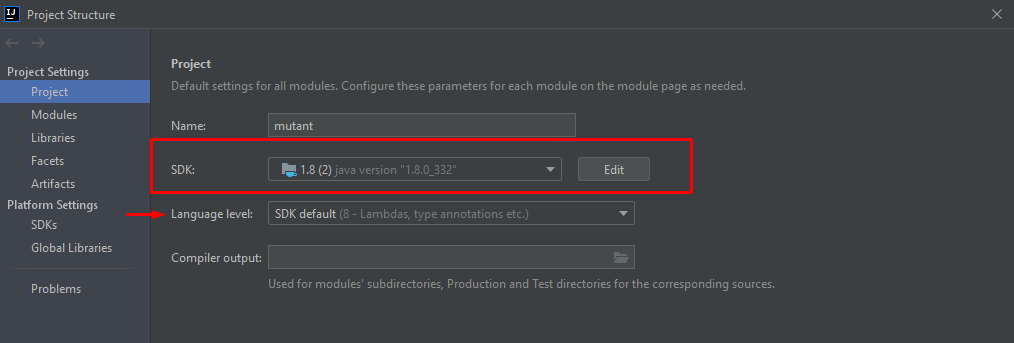 IJ Project Structure
Project Settings
Project
Modules
Libraries
Facets
Artifacts
Platform Settings
SDKs
Global Libraries
Problems
Project
Default settings for all modules. Configure these parameters for each module on the module page as needed.
Name: mutant
SDK: 1.8 (2) java version "1.8.0_332" Edit
Language level: SDK default (8 - Lambdas, type annotations etc.)
Compiler output:
Used for modules' subdirectories, Production and Test directories for the corresponding sources.